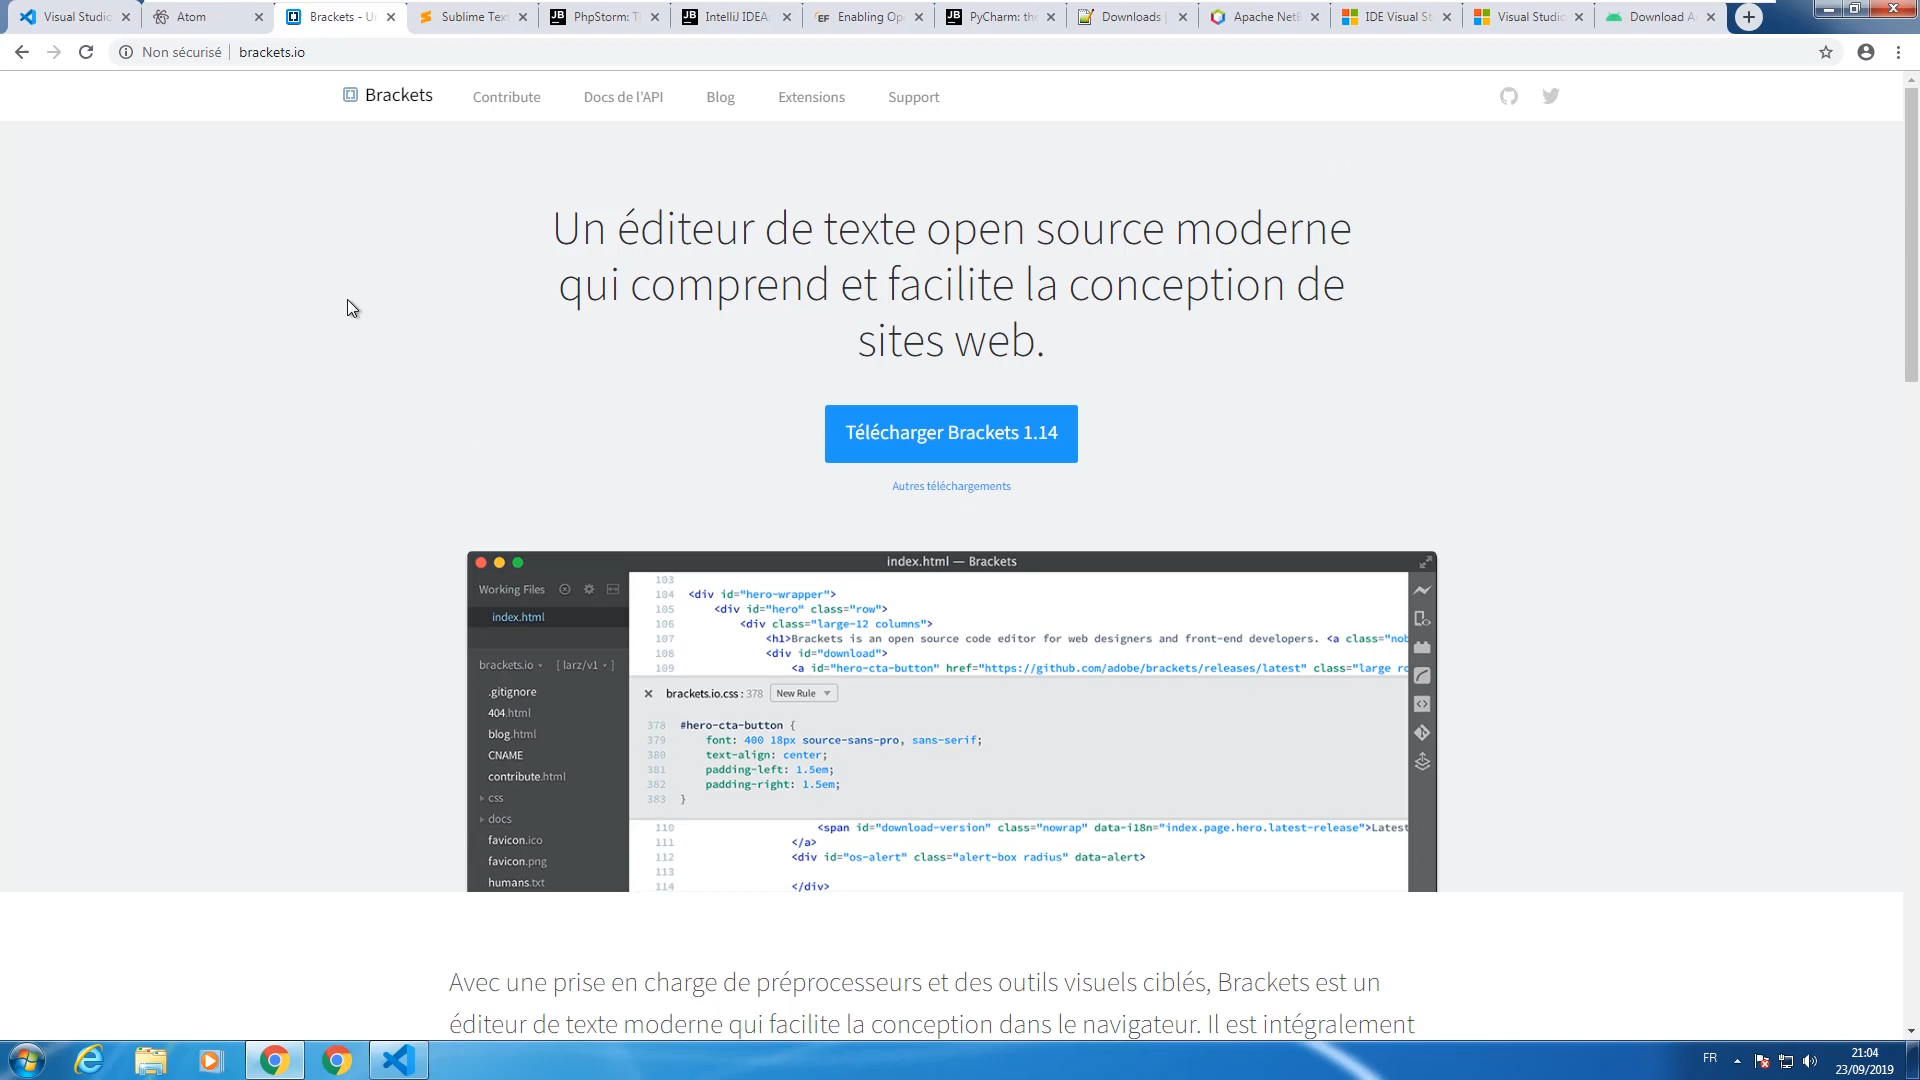 Visual Studio
Atom
Brackets - Un
Sublime Text
PhpStorm: Th
IntelliJ IDEA:
Enabling Ope
PyCharm: the
Downloads |
Apache NetB
IDE Visual St
Visual Studio
Download A
Non sécurisé | brackets.io
Brackets
Contribute
Docs de l'API
Blog
Extensions
Support
Un éditeur de texte open source moderne
qui comprend et facilite la conception de
sites web.
Télécharger Brackets 1.14
Autres téléchargements
index.html — Brackets
Working Files
index.html
brackets.io [ larz/v1 ]
.gitignore
404.html
blog.html
CNAME
contribute.html
css
docs
favicon.ico
favicon.png
humans.txt
103
104 <div id="hero-wrapper">
105 <div id="hero" class="row">
106 <div class="large-12 columns">
107 <h1>Brackets is an open source code editor for web designers and front-end developers. <a class="nob
108 <div id="download">
109 <a id="hero-cta-button" href="https://github.com/adobe/brackets/releases/latest" class="large ro
brackets.io.css : 378 New Rule
378 #hero-cta-button {
379 font: 400 18px source-sans-pro, sans-serif;
380 text-align: center;
381 padding-left: 1.5em;
382 padding-right: 1.5em;
383 }
110 <span id="download-version" class="nowrap" data-i18n="index.page.hero.latest-release">Latest
111 </a>
112 <div id="os-alert" class="alert-box radius" data-alert>
113
114 </div>
Avec une prise en charge de préprocesseurs et des outils visuels ciblés, Brackets est un
éditeur de texte moderne qui facilite la conception dans le navigateur. Il est intégralement
FR
21:04
23/09/2019